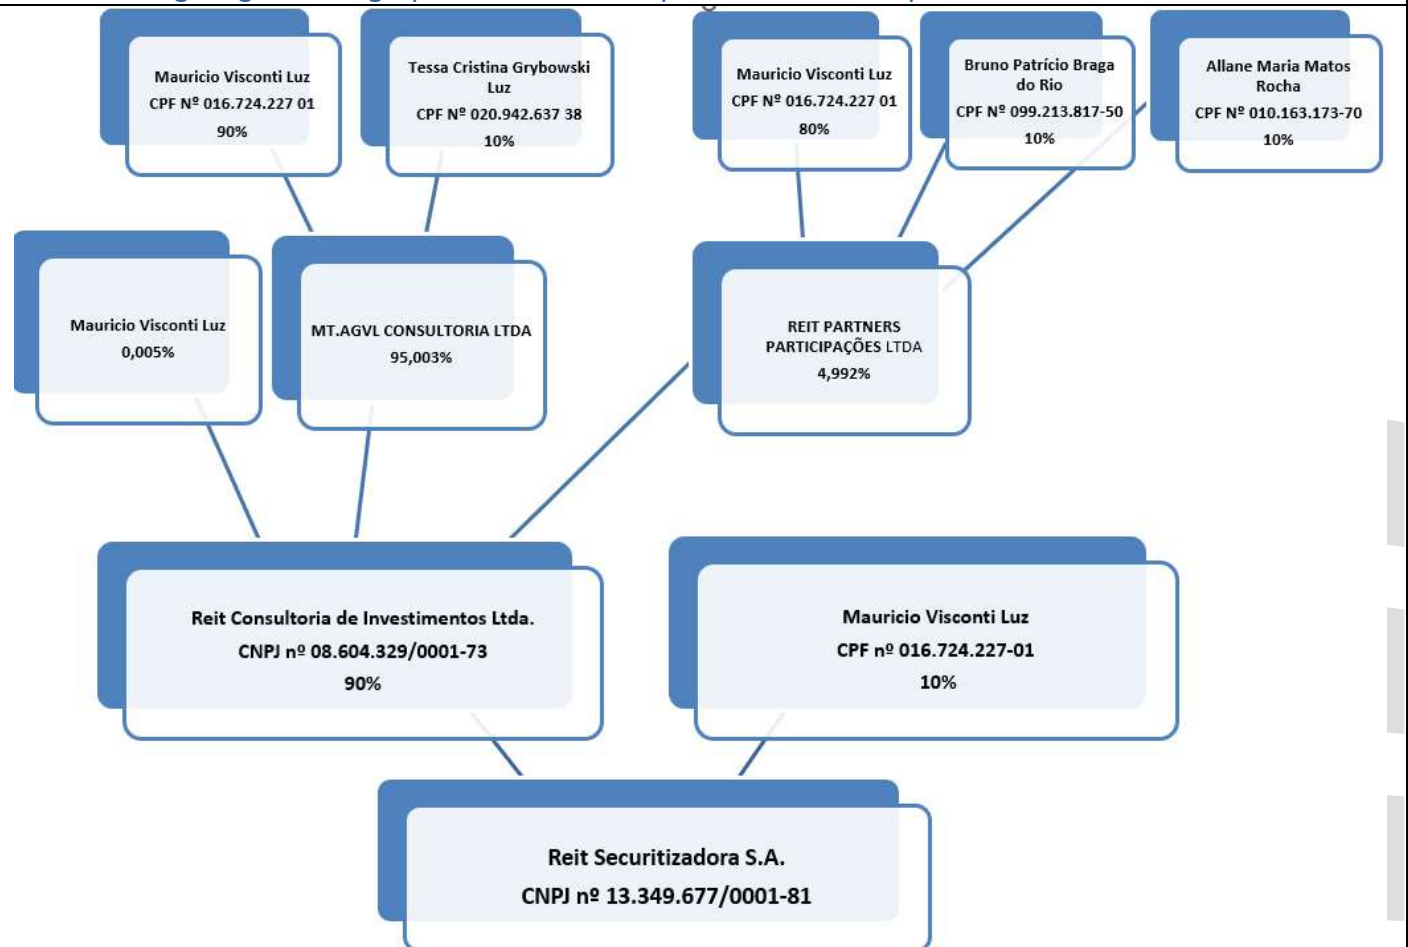 Mauricio Visconti Luz
CPF Nº 016.724.227 01
90%
Tessa Cristina Grybowski
Luz
CPF Nº 020.942.637 38
10%
Mauricio Visconti Luz
CPF Nº 016.724.227 01
80%
Bruno Patrício Braga
do Rio
CPF Nº 099.213.817-50
10%
Allane Maria Matos
Rocha
CPF Nº 010.163.173-70
10%
Mauricio Visconti Luz
0,005%
MT.AGVL CONSULTORIA LTDA
95,003%
REIT PARTNERS
PARTICIPAÇÕES LTDA
4,992%
Reit Consultoria de Investimentos Ltda.
CNPJ nº 08.604.329/0001-73
90%
Mauricio Visconti Luz
CPF nº 016.724.227-01
10%
Reit Securitizadora S.A.
CNPJ nº 13.349.677/0001-81